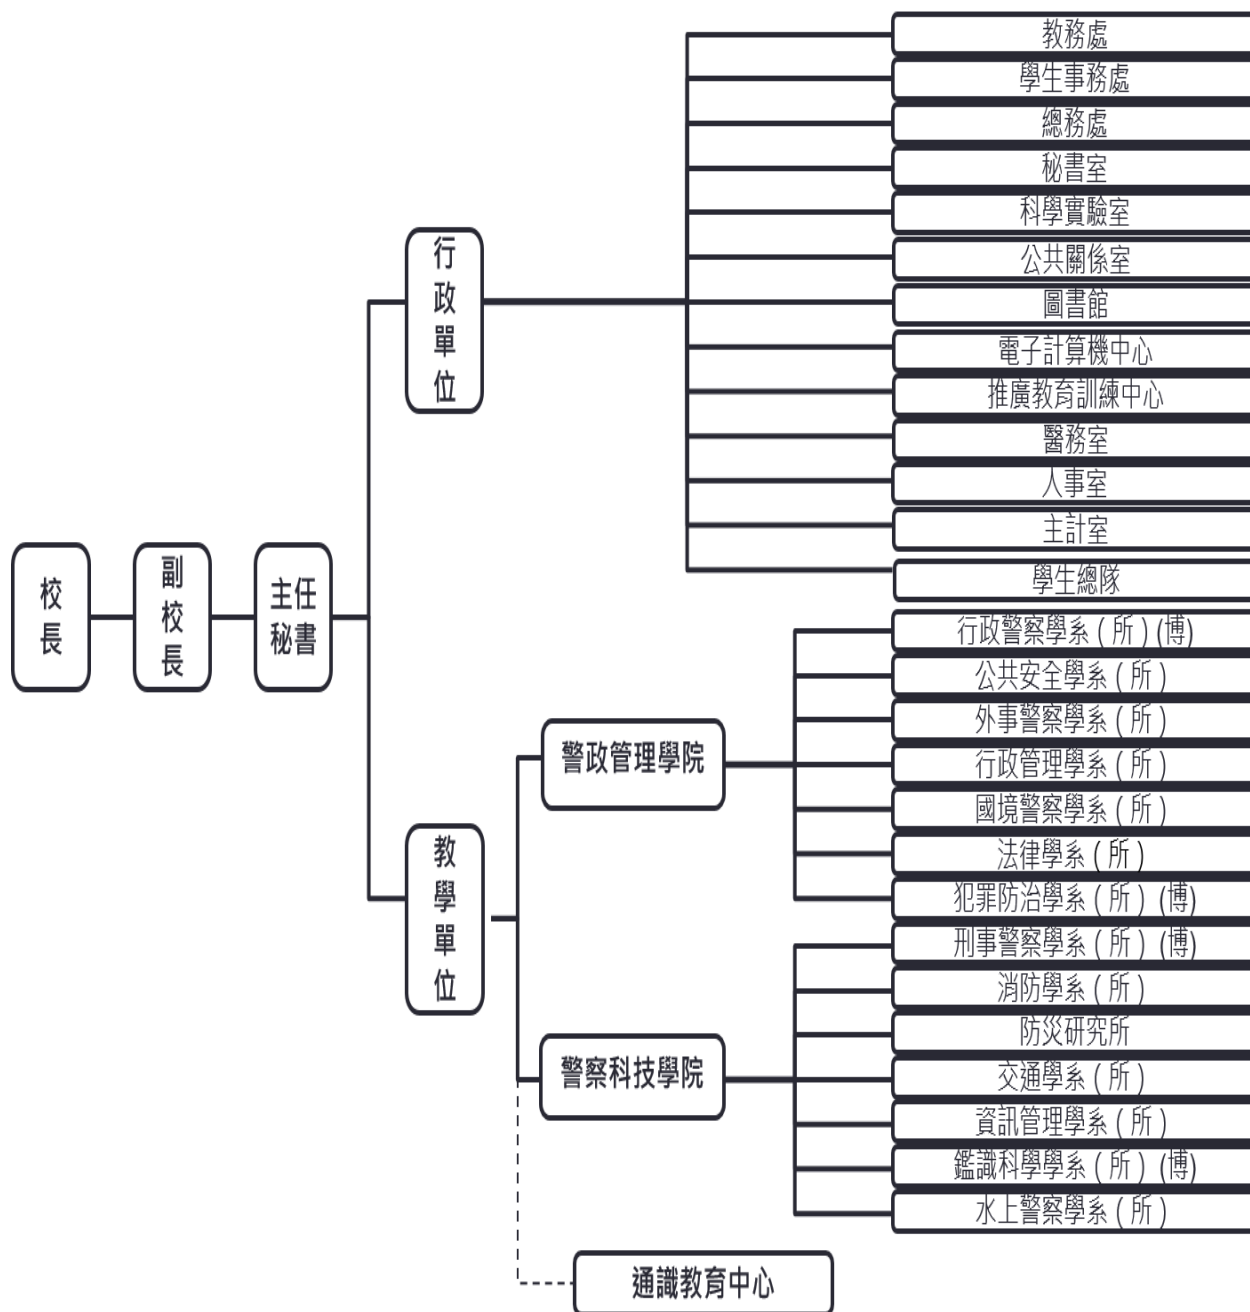 教務處
學生事務處
總務處
秘書室
科學實驗室
公共關係室
圖書館
電子計算機中心
推廣教育訓練中心
醫務室
人事室
主計室
學生總隊
行政單位
校長
副校長
主任
秘書
行政警察學系(所)(博)
公共安全學系(所)
外事警察學系(所)
行政管理學系(所)
國境警察學系(所)
法律學系(所)
犯罪防治學系(所)(博)
警政管理學院
教學單位
刑事警察學系(所)(博)
消防學系(所)
防災研究所
交通學系(所)
資訊管理學系(所)
鑑識科學學系(所)(博)
水上警察學系(所)
警察科技學院
通識教育中心